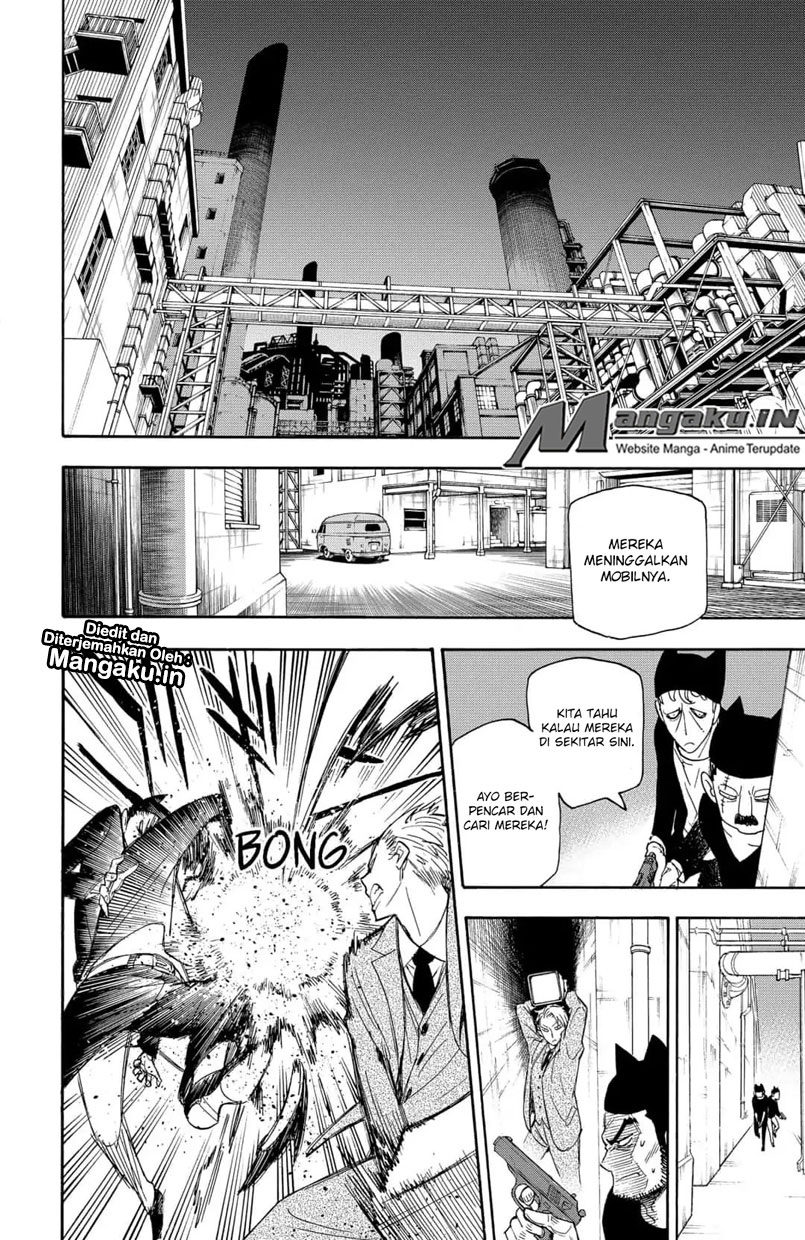 Mangaku.IN
Website Manga - Anime Terupdate
MEREKA
MENINGGALKAN
MOBILNYA.
Diedit dan
Diterjemahkan Oleh :
Mangaku.in
KITA TAHU
KALAU MEREKA
DI SEKITAR SINI.
AYO BER-
PENCAR DAN
CARI MEREKA!
BONG